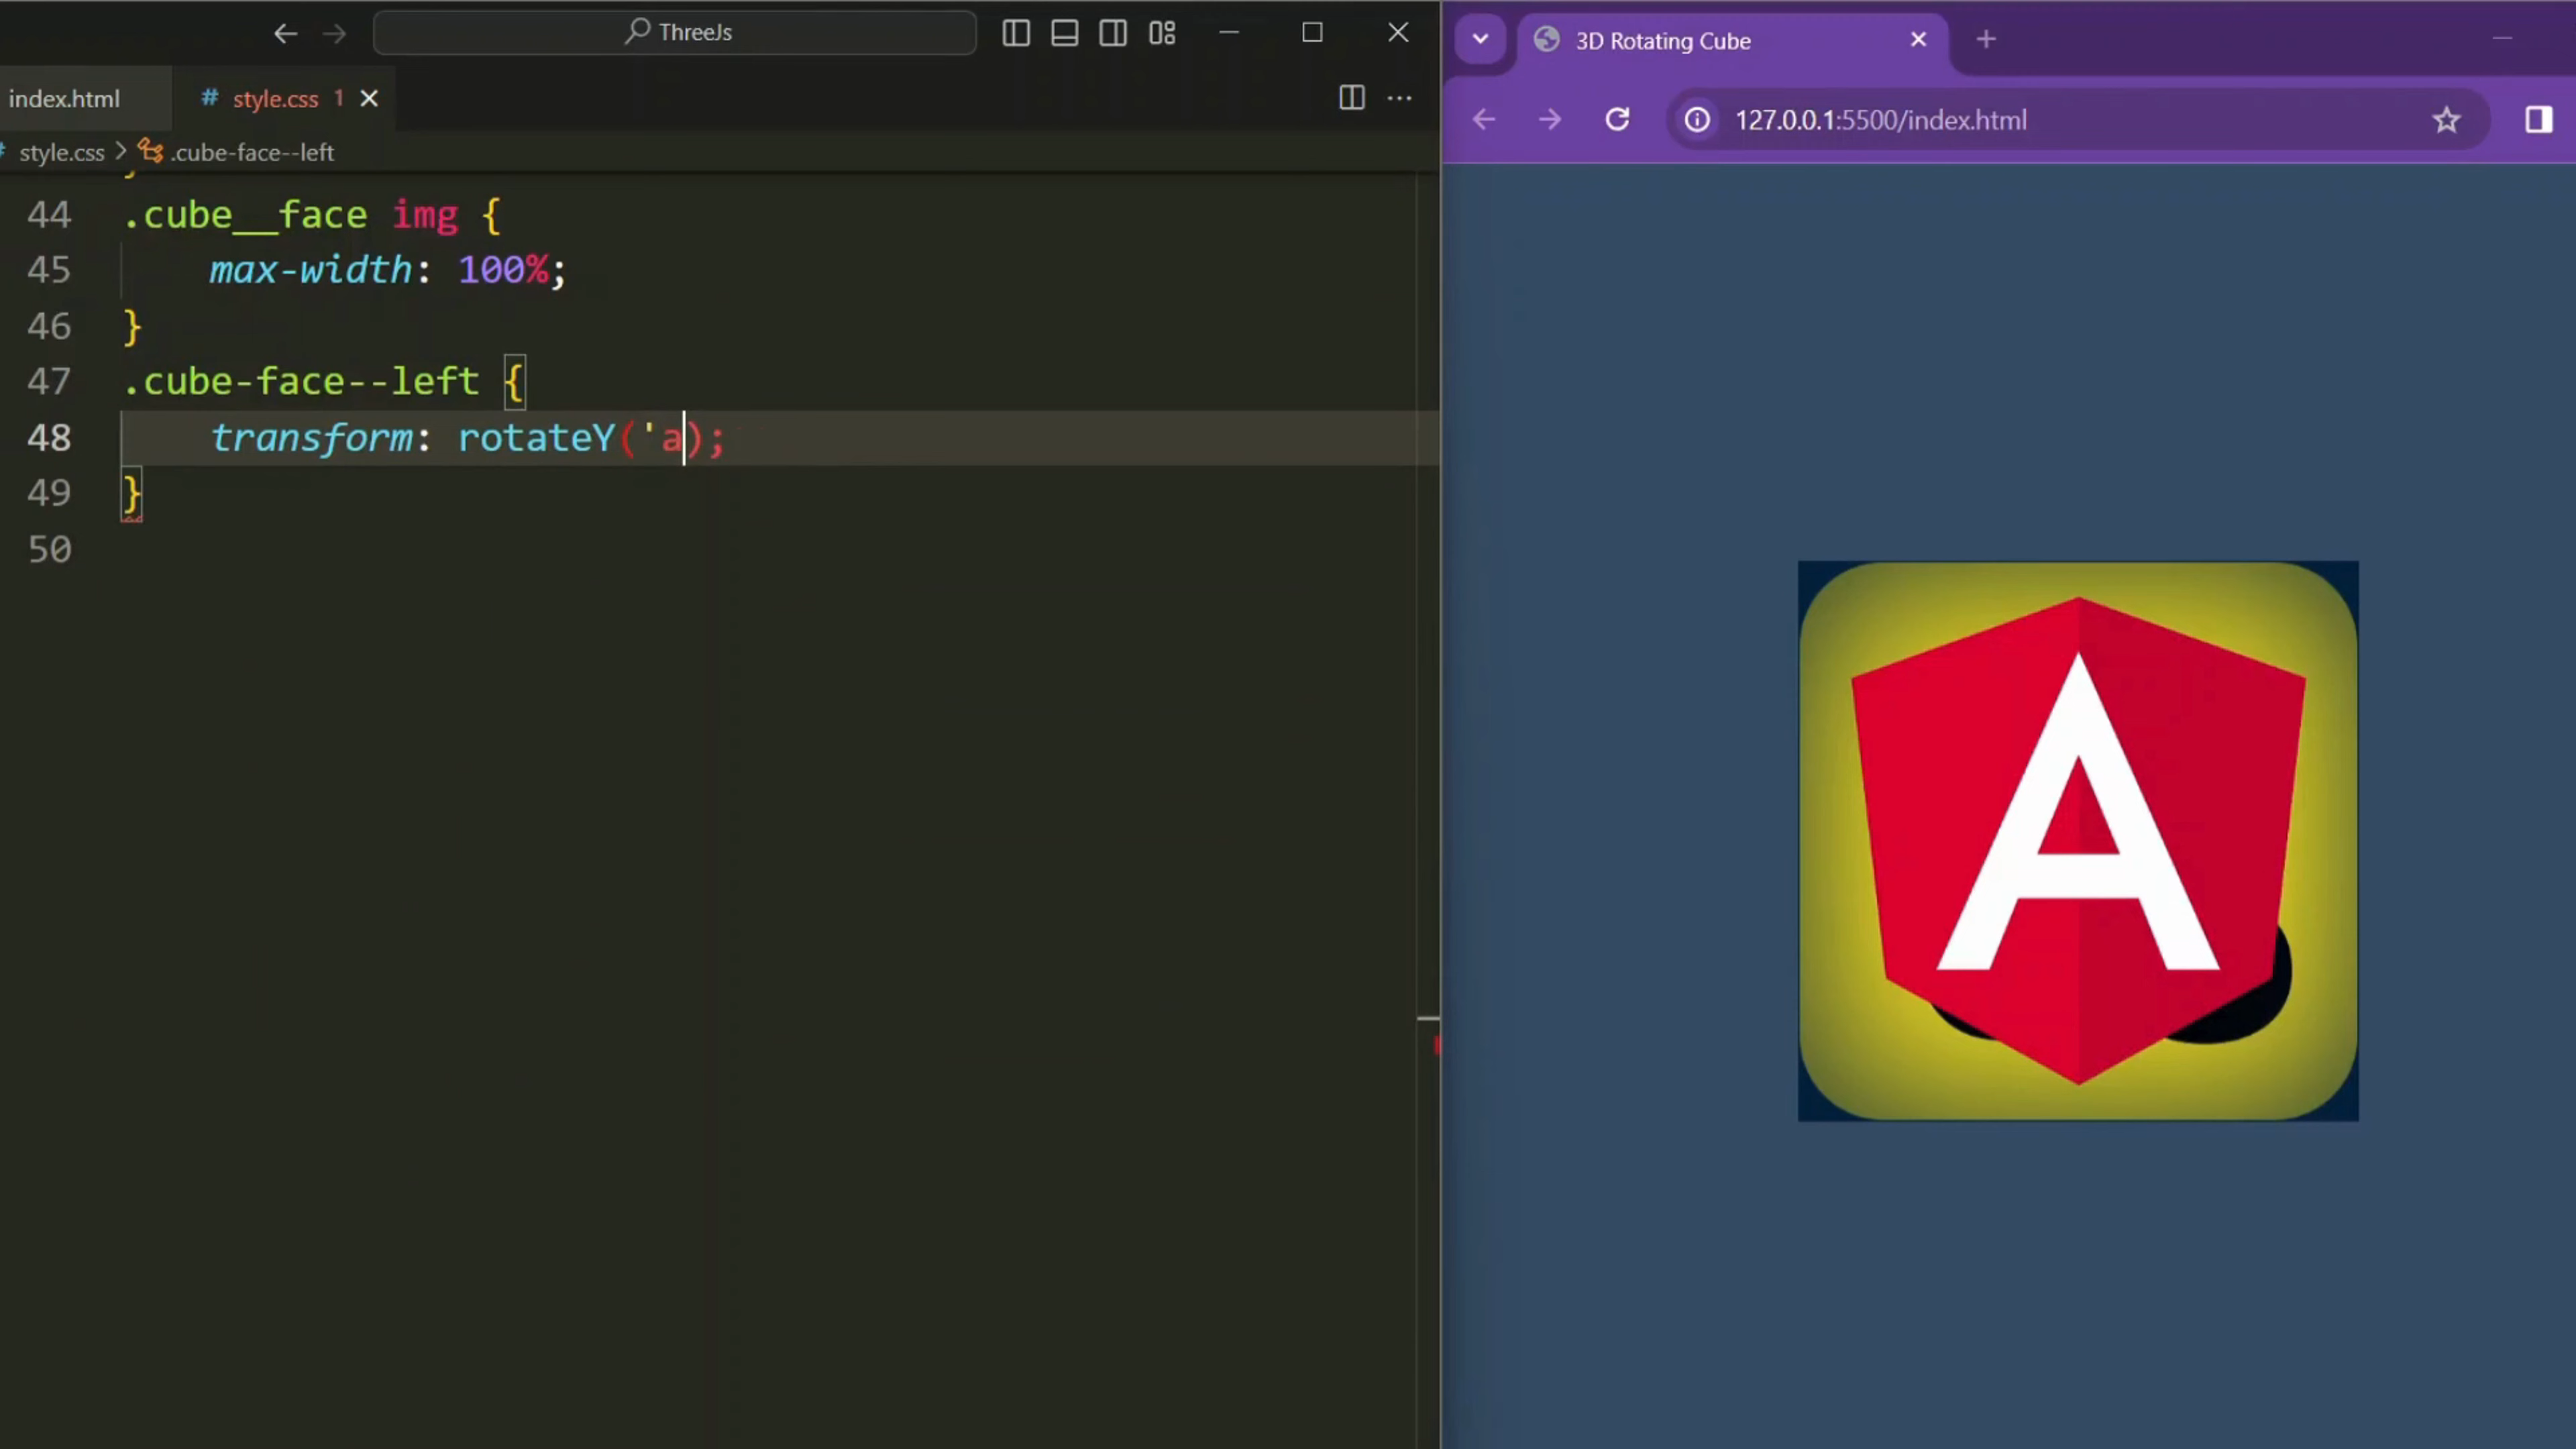 ThreeJs
index.html
# style.css 1
style.css > .cube-face--left
44 .cube__face img {
45 max-width: 100%;
46 }
47 .cube-face--left {
48 transform: rotateY('a);
49 }
50
3D Rotating Cube
127.0.0.1:5500/index.html
A